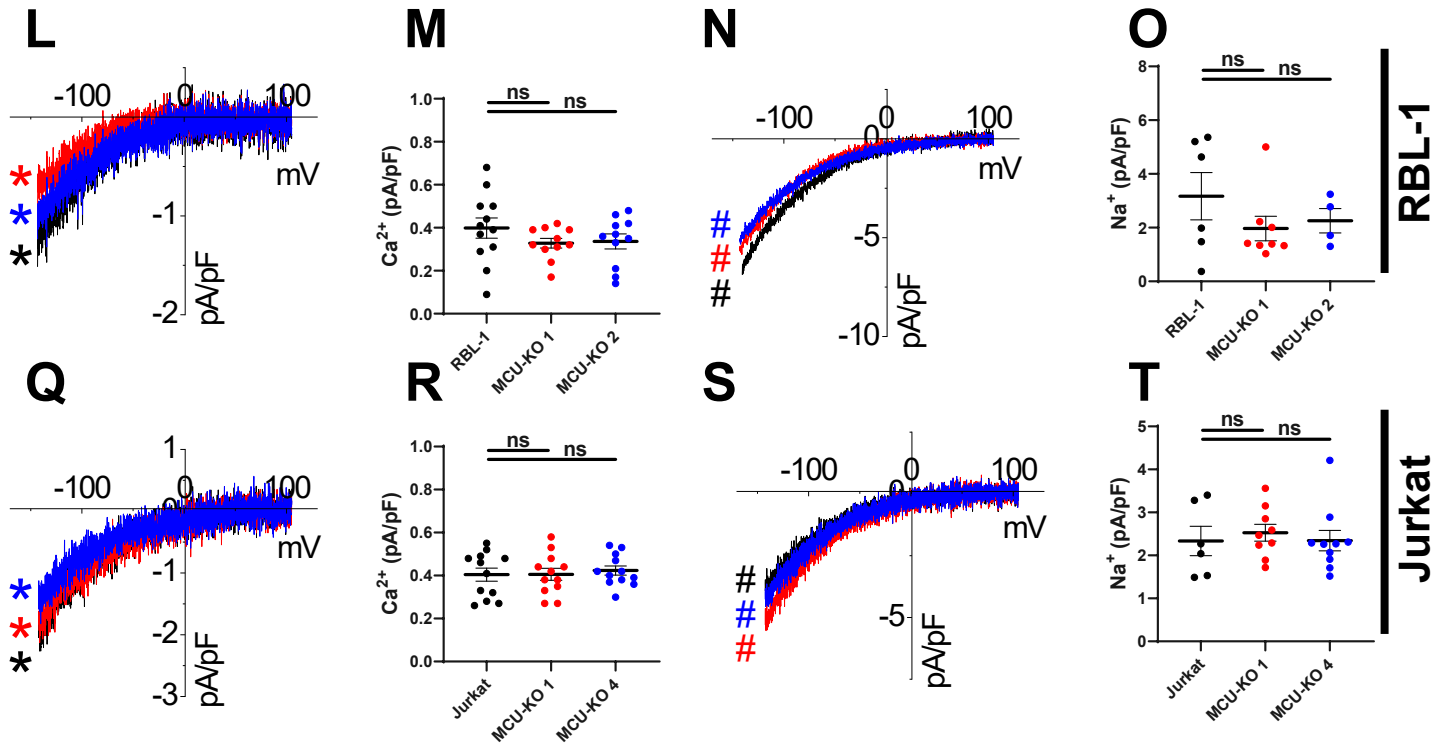 L
-100
0
100
mV
-1
-2
pA/pF
*
*
*
M
Ca2+ (pA/pF)
1.0
0.8
0.6
0.4
0.2
0.0
ns
ns
RBL-1
MCU-KO 1
MCU-KO 2
N
-100
0
100
0
mV
-5
-10
pA/pF
#
#
#
O
Na+ (pA/pF)
8
6
4
2
0
ns
ns
RBL-1
MCU-KO 1
MCU-KO 2
RBL-1
Q
1
-100
0
100
0
mV
-1
-2
-3
pA/pF
*
*
*
R
Ca2+ (pA/pF)
1.0
0.8
0.6
0.4
0.2
0.0
ns
ns
Jurkat
MCU-KO 1
MCU-KO 4
S
-100
0
100
mV
-5
pA/pF
#
#
#
T
Na+ (pA/pF)
5
4
3
2
1
0
ns
ns
Jurkat
MCU-KO 1
MCU-KO 4
Jurkat